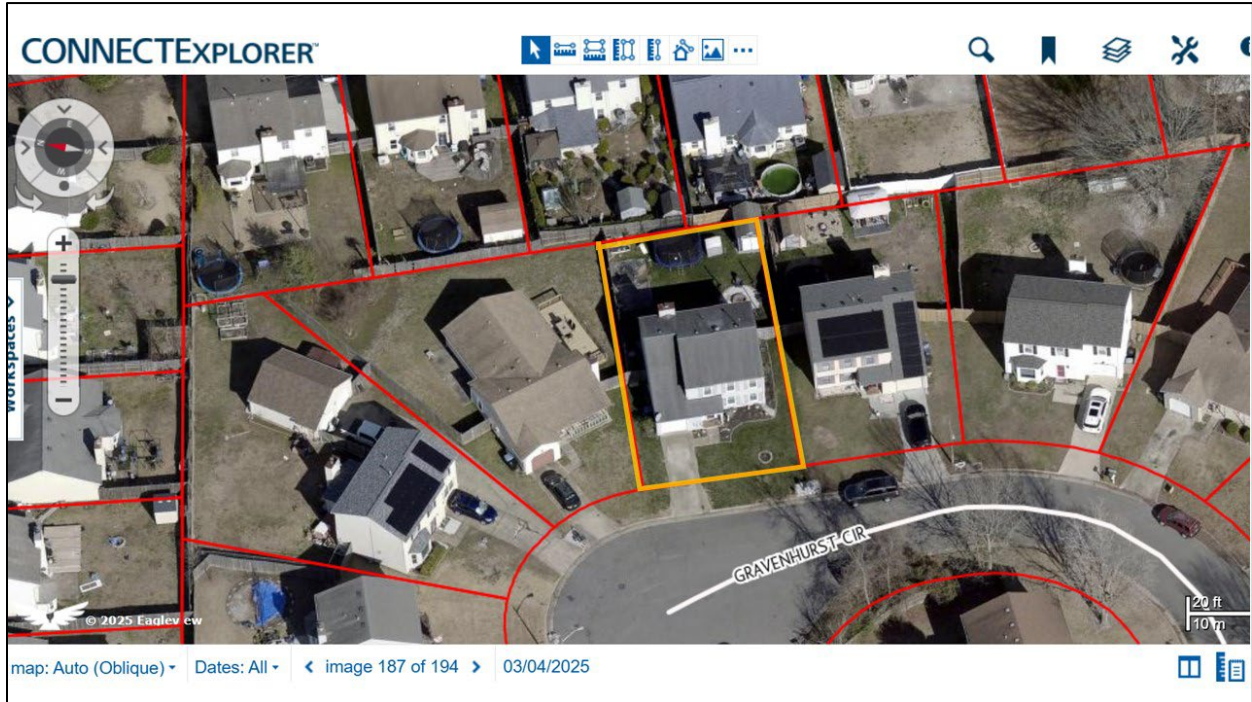 CONNECTEXPLORER™
workspaces
GRAVENHURST CIR
© 2025 Eagleview
20 ft
10 m
map: Auto (Oblique)
Dates: All
image 187 of 194
03/04/2025